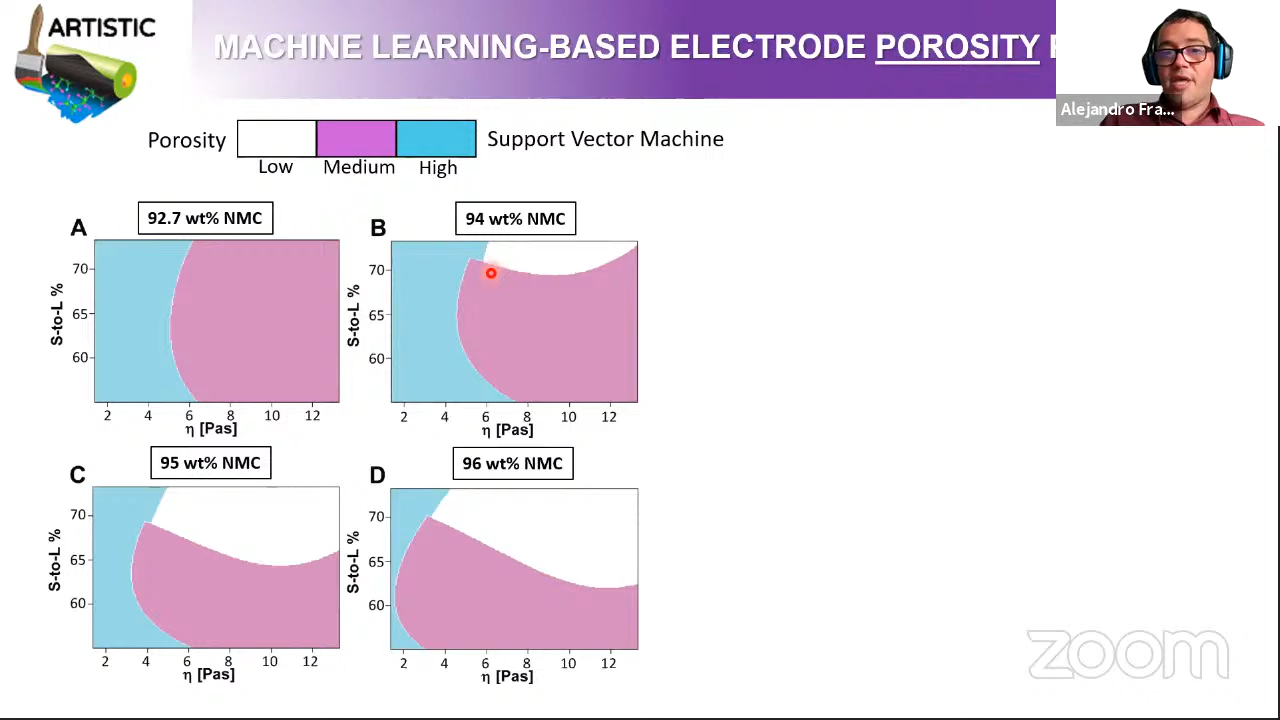 ARTISTIC
MACHINE LEARNING-BASED ELECTRODE POROSITY
Alejandro Fra...
Porosity
Support Vector Machine
Low Medium High
92.7 wt% NMC
94 wt% NMC
A
B
70
65
60
S-to-L %
2 4 6 8 10 12
η [Pas]
70
65
60
S-to-L %
2 4 6 8 10 12
η [Pas]
95 wt% NMC
96 wt% NMC
C
D
70
65
60
S-to-L %
2 4 6 8 10 12
η [Pas]
70
65
60
S-to-L %
2 4 6 8 10 12
η [Pas]
zoom